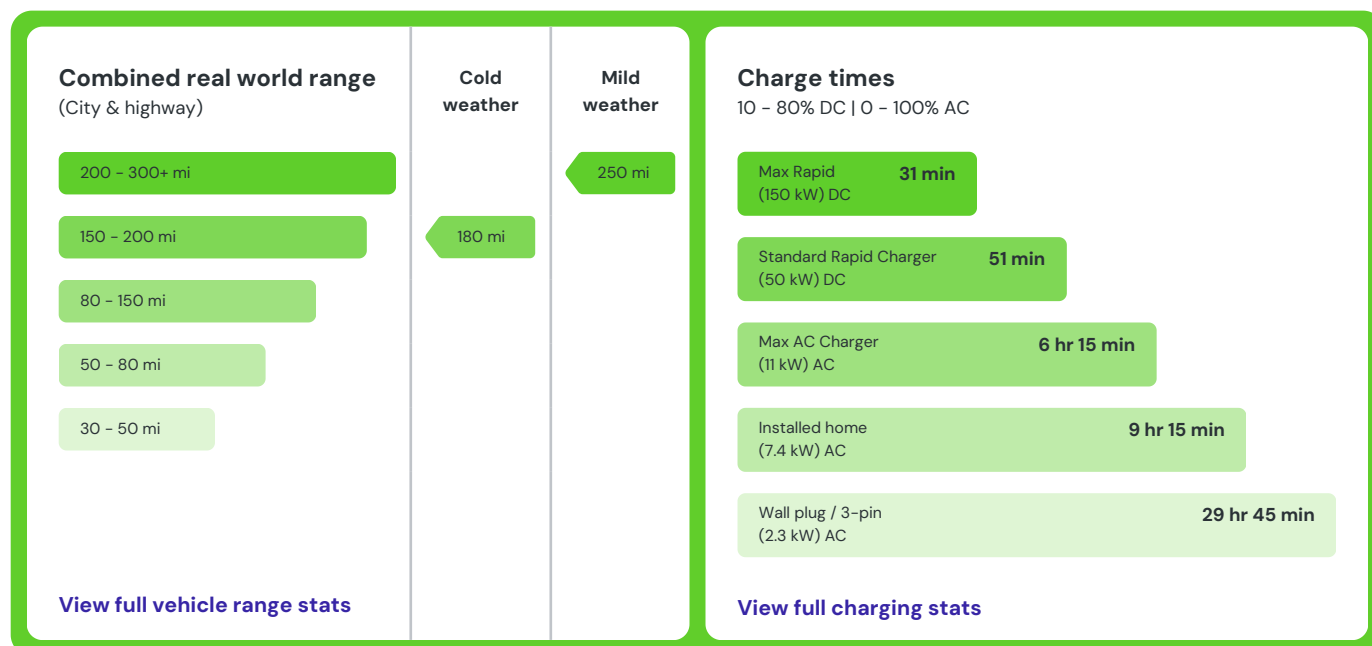 Combined real world range
(City & highway)
Cold
weather
Mild
weather
200 - 300+ mi
250 mi
150 - 200 mi
180 mi
80 - 150 mi
50 - 80 mi
30 - 50 mi
View full vehicle range stats
Charge times
10 - 80% DC | 0 - 100% AC
Max Rapid
(150 kW) DC
31 min
Standard Rapid Charger
(50 kW) DC
51 min
Max AC Charger
(11 kW) AC
6 hr 15 min
Installed home
(7.4 kW) AC
9 hr 15 min
Wall plug / 3-pin
(2.3 kW) AC
29 hr 45 min
View full charging stats